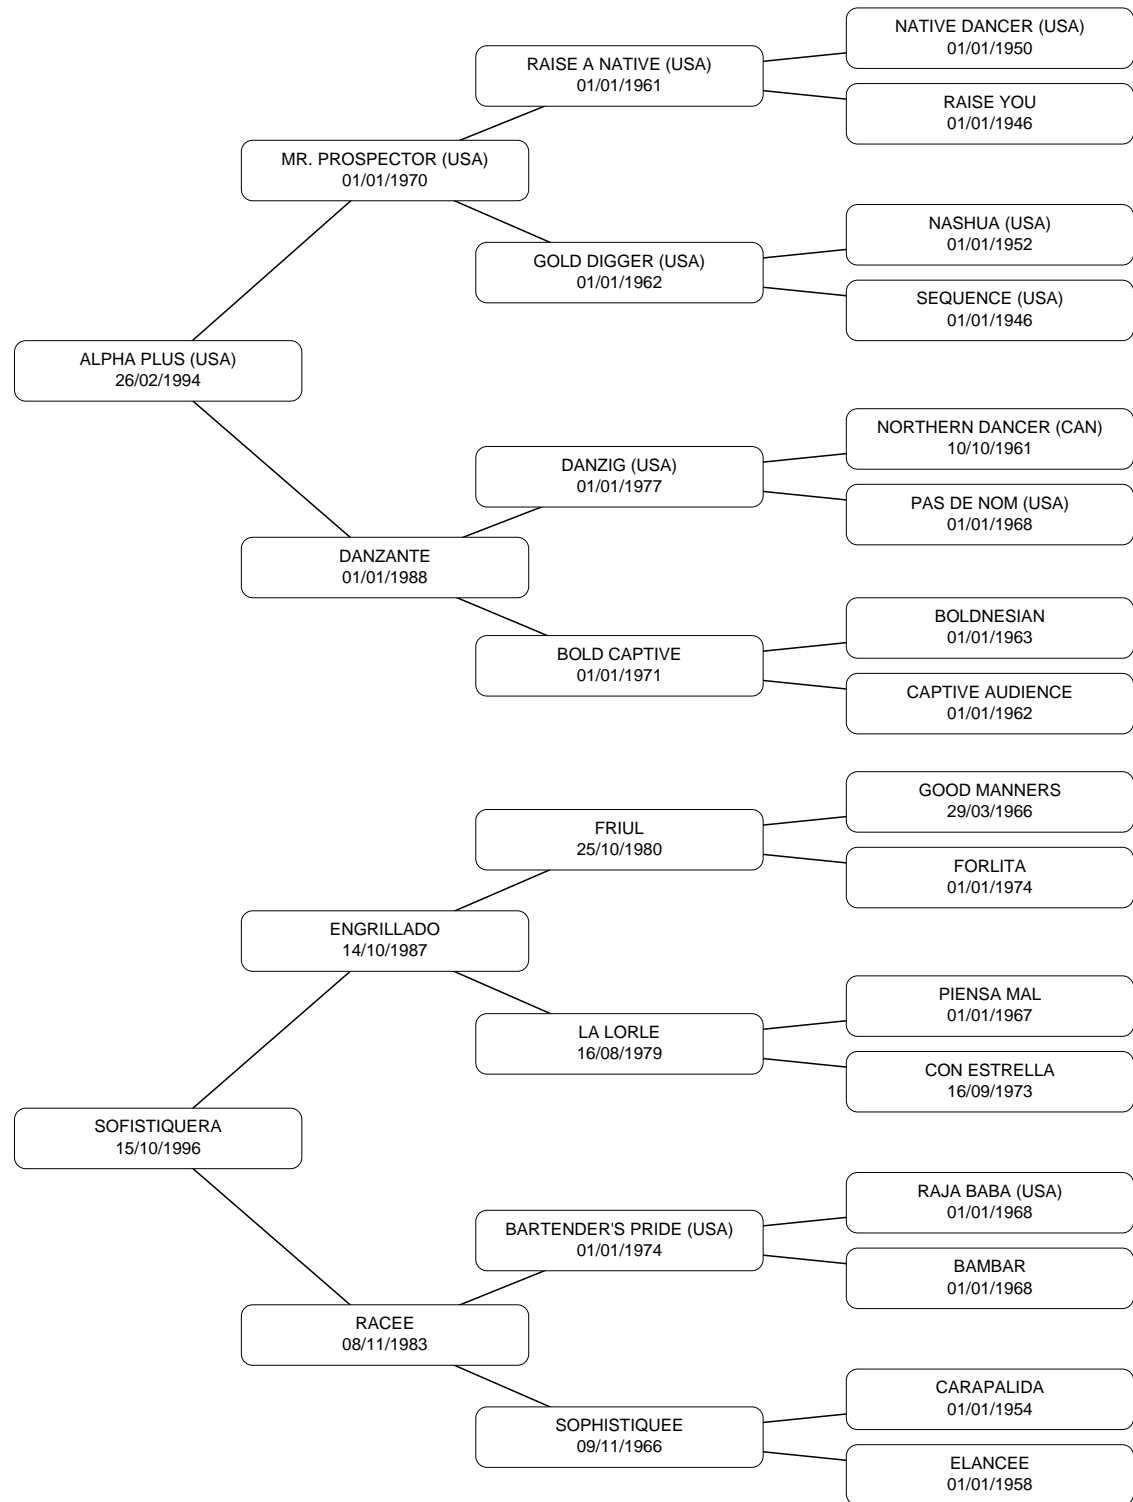 NATIVE DANCER (USA)
01/01/1950
RAISE A NATIVE (USA)
01/01/1961
RAISE YOU
01/01/1946
MR. PROSPECTOR (USA)
01/01/1970
NASHUA (USA)
01/01/1952
GOLD DIGGER (USA)
01/01/1962
SEQUENCE (USA)
01/01/1946
ALPHA PLUS (USA)
26/02/1994
NORTHERN DANCER (CAN)
10/10/1961
DANZIG (USA)
01/01/1977
PAS DE NOM (USA)
01/01/1968
DANZANTE
01/01/1988
BOLDNESIAN
01/01/1963
BOLD CAPTIVE
01/01/1971
CAPTIVE AUDIENCE
01/01/1962
GOOD MANNERS
29/03/1966
FRIUL
25/10/1980
FORLITA
01/01/1974
ENGRILLADO
14/10/1987
PIENSA MAL
01/01/1967
LA LORLE
16/08/1979
CON ESTRELLA
16/09/1973
SOFISTIQUERA
15/10/1996
RAJA BABA (USA)
01/01/1968
BARTENDER'S PRIDE (USA)
01/01/1974
BAMBAR
01/01/1968
RACEE
08/11/1983
CARAPALIDA
01/01/1954
SOPHISTIQUEE
09/11/1966
ELANCEE
01/01/1958